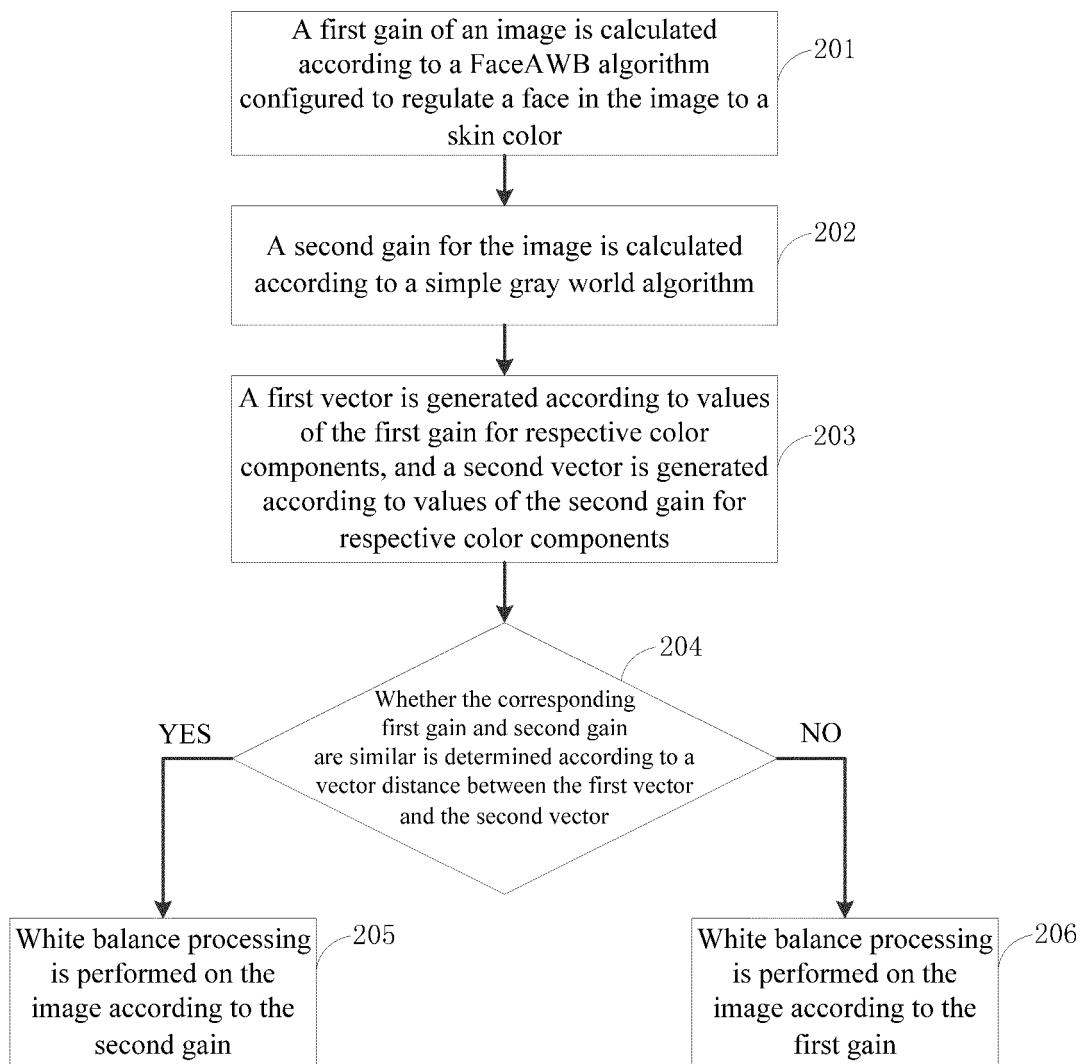 A first gain of an image is calculated
according to a FaceAWB algorithm
configured to regulate a face in the image to a
skin color
201
A second gain for the image is calculated
according to a simple gray world algorithm
202
A first vector is generated according to values
of the first gain for respective color
components, and a second vector is generated
according to values of the second gain for
respective color components
203
204
Whether the corresponding
first gain and second gain
are similar is determined according to a
vector distance between the first vector
and the second vector
YES
NO
White balance processing
is performed on the
image according to the
second gain
205
White balance processing
is performed on the
image according to the
first gain
206